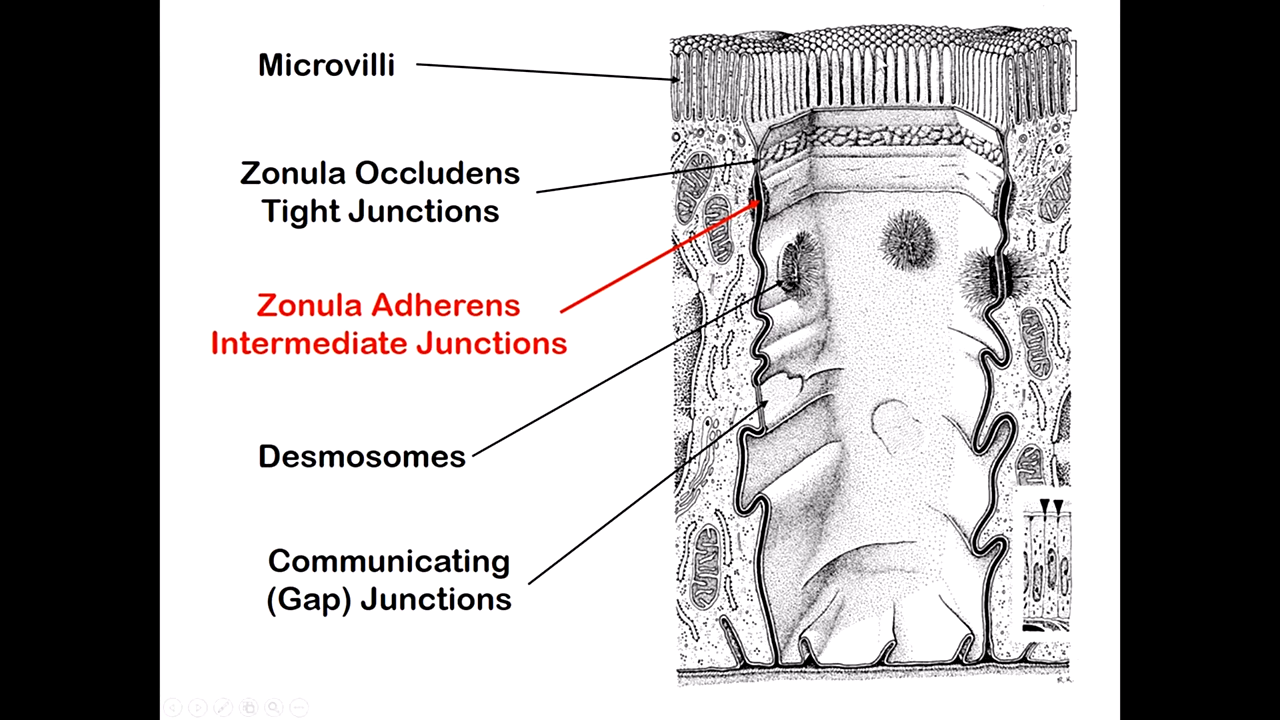 Microvilli
Zonula Occludens
Tight Junctions
Zonula Adherens
Intermediate Junctions
Desmosomes
Communicating
(Gap) Junctions